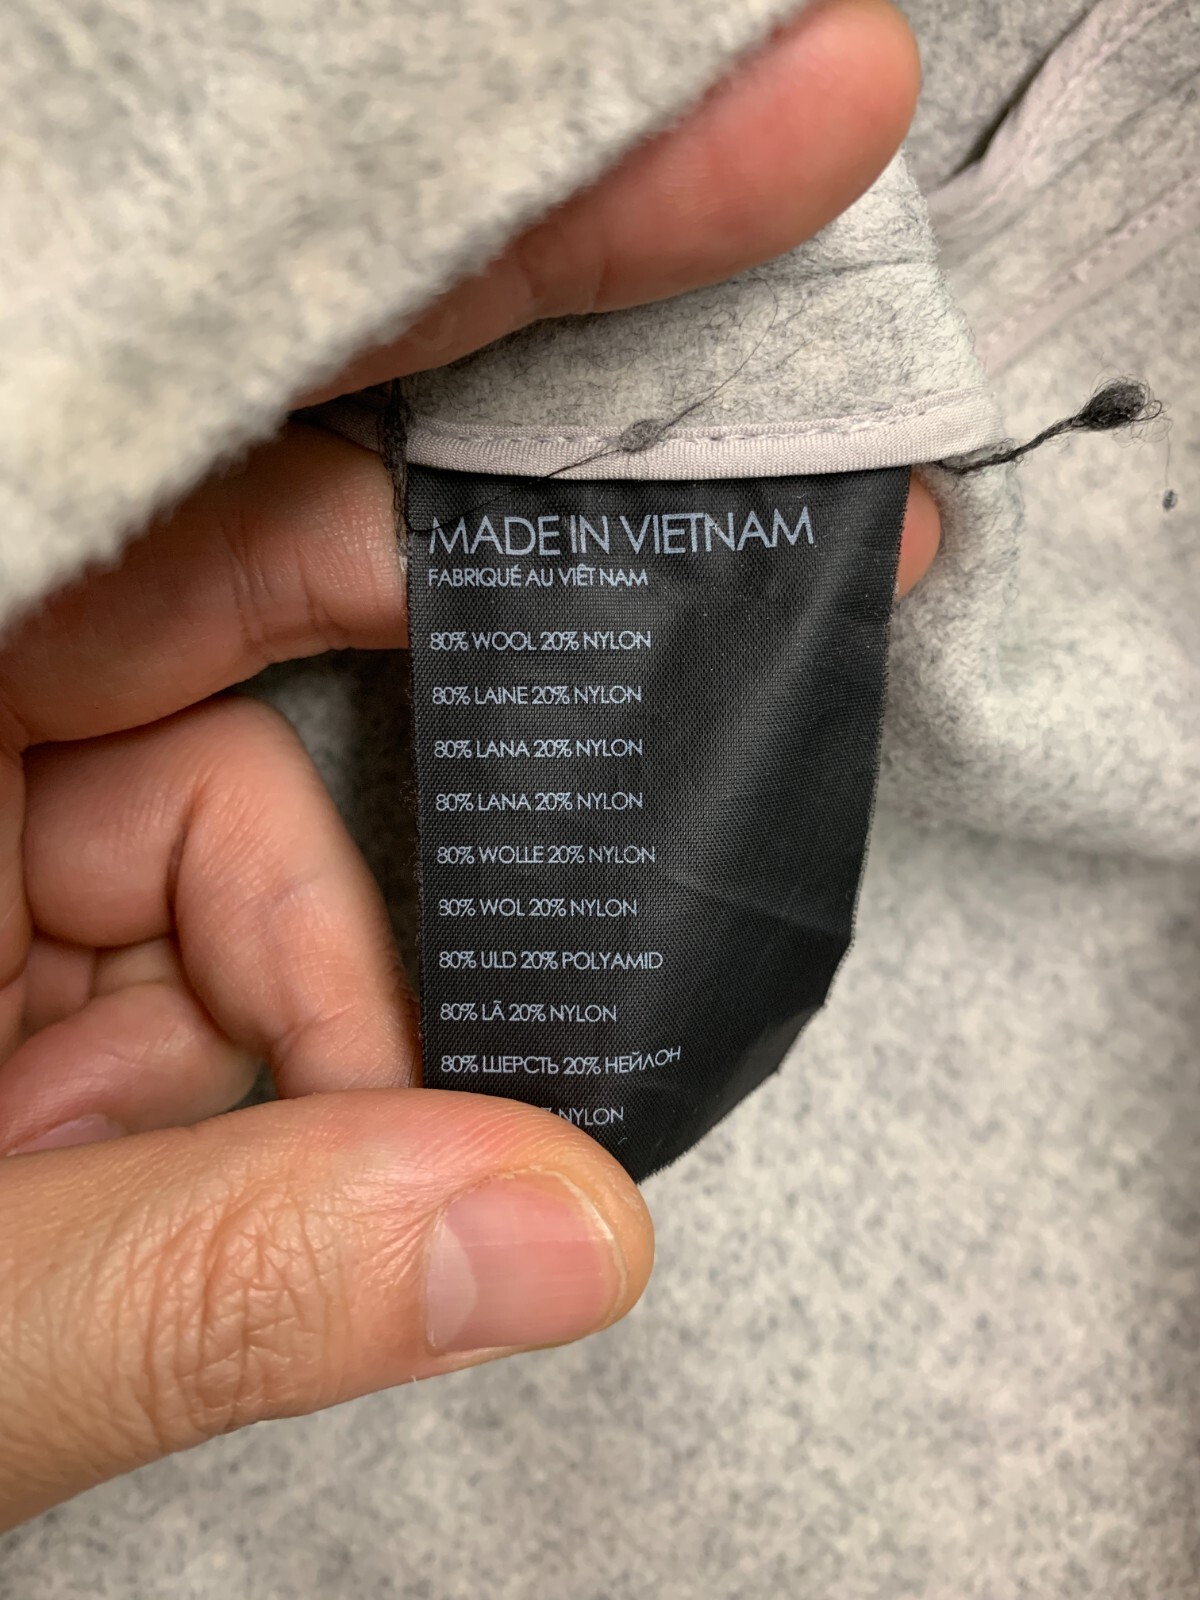 MADE IN VIETNAM
FABRIQUÉ AU VIÊT NAM
80% WOOL 20% NYLON
80% LAINE 20% NYLON
80% LANA 20% NYLON
80% LANA 20% NYLON
80% WOLLE 20% NYLON
80% WOL 20% NYLON
80% ULD 20% POLYAMID
80% LÃ 20% NYLON
80% ШЕРСТЬ 20% НЕЙЛОН
NYLON